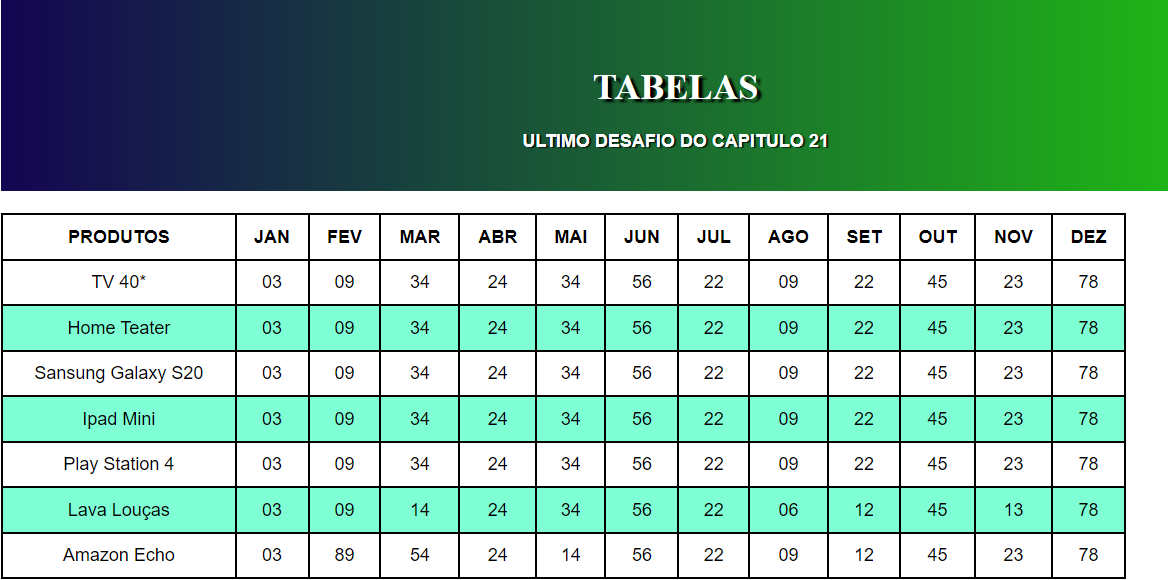 TABELAS
ULTIMO DESAFIO DO CAPITULO 21
PRODUTOS JAN FEV MAR ABR MAI JUN JUL AGO SET OUT NOV DEZ
TV 40* 03 09 34 24 34 56 22 09 22 45 23 78
Home Teater 03 09 34 24 34 56 22 09 22 45 23 78
Sansung Galaxy S20 03 09 34 24 34 56 22 09 22 45 23 78
Ipad Mini 03 09 34 24 34 56 22 09 22 45 23 78
Play Station 4 03 09 34 24 34 56 22 09 22 45 23 78
Lava Louças 03 09 14 24 34 56 22 06 12 45 13 78
Amazon Echo 03 89 54 24 14 56 22 09 12 45 23 78